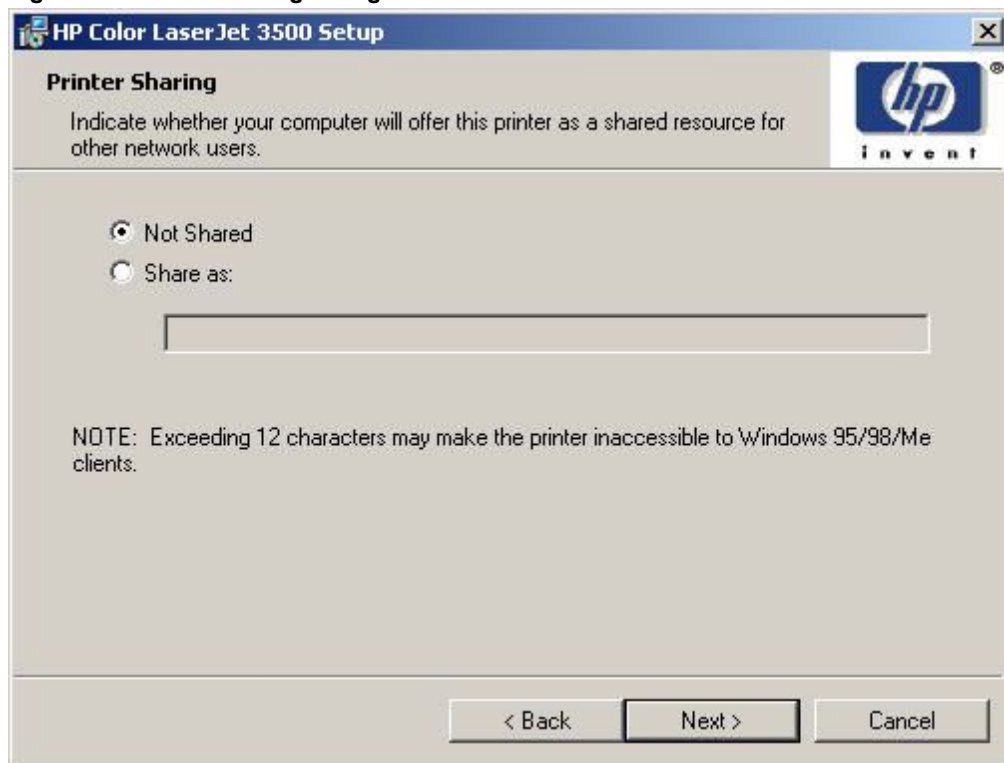 HP Color LaserJet 3500 Setup
Printer Sharing
Indicate whether your computer will offer this printer as a shared resource for
other network users.
hp
®
invent
Not Shared
Share as:
NOTE: Exceeding 12 characters may make the printer inaccessible to Windows 95/98/Me
clients.
< Back
Next >
Cancel